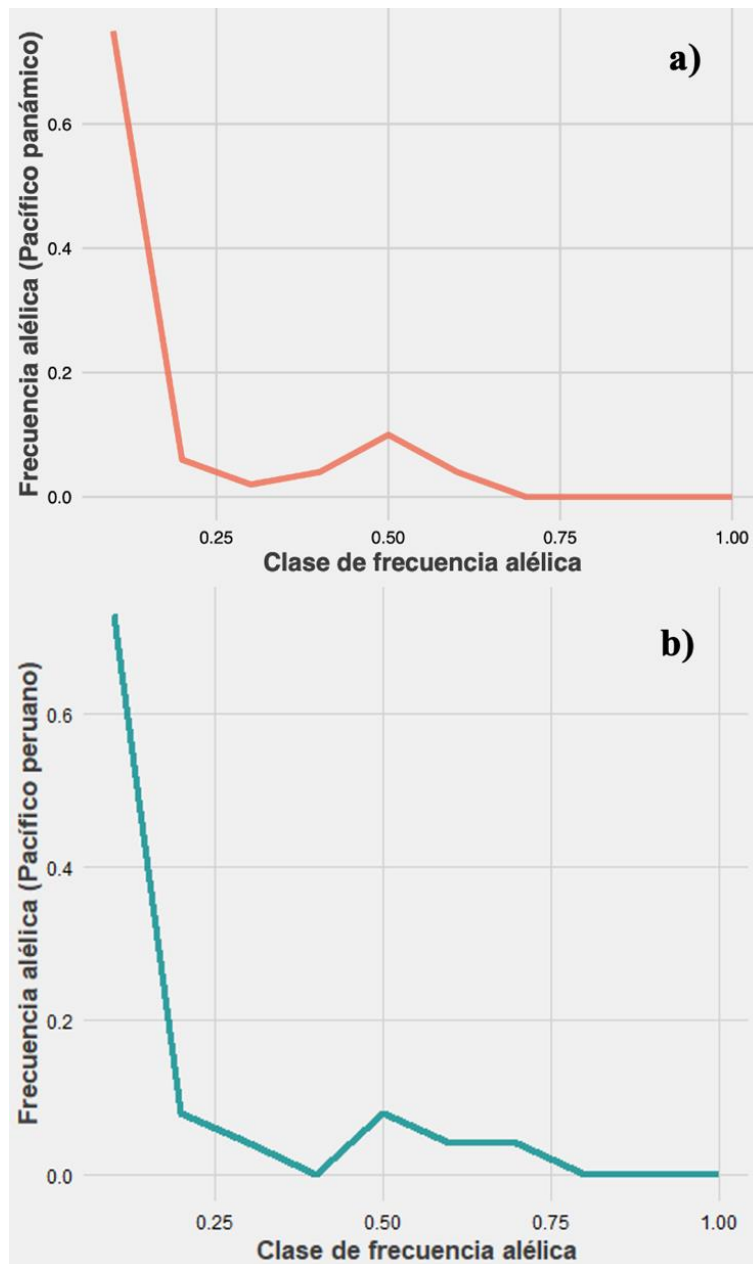 a)
Frecuencia alélica (Pacífico panámico)
0.6
0.4
0.2
0.0
0.25 0.50 0.75 1.00
Clase de frecuencia alélica
b)
Frecuencia alélica (Pacífico peruano)
0.6
0.4
0.2
0.0
0.25 0.50 0.75 1.00
Clase de frecuencia alélica